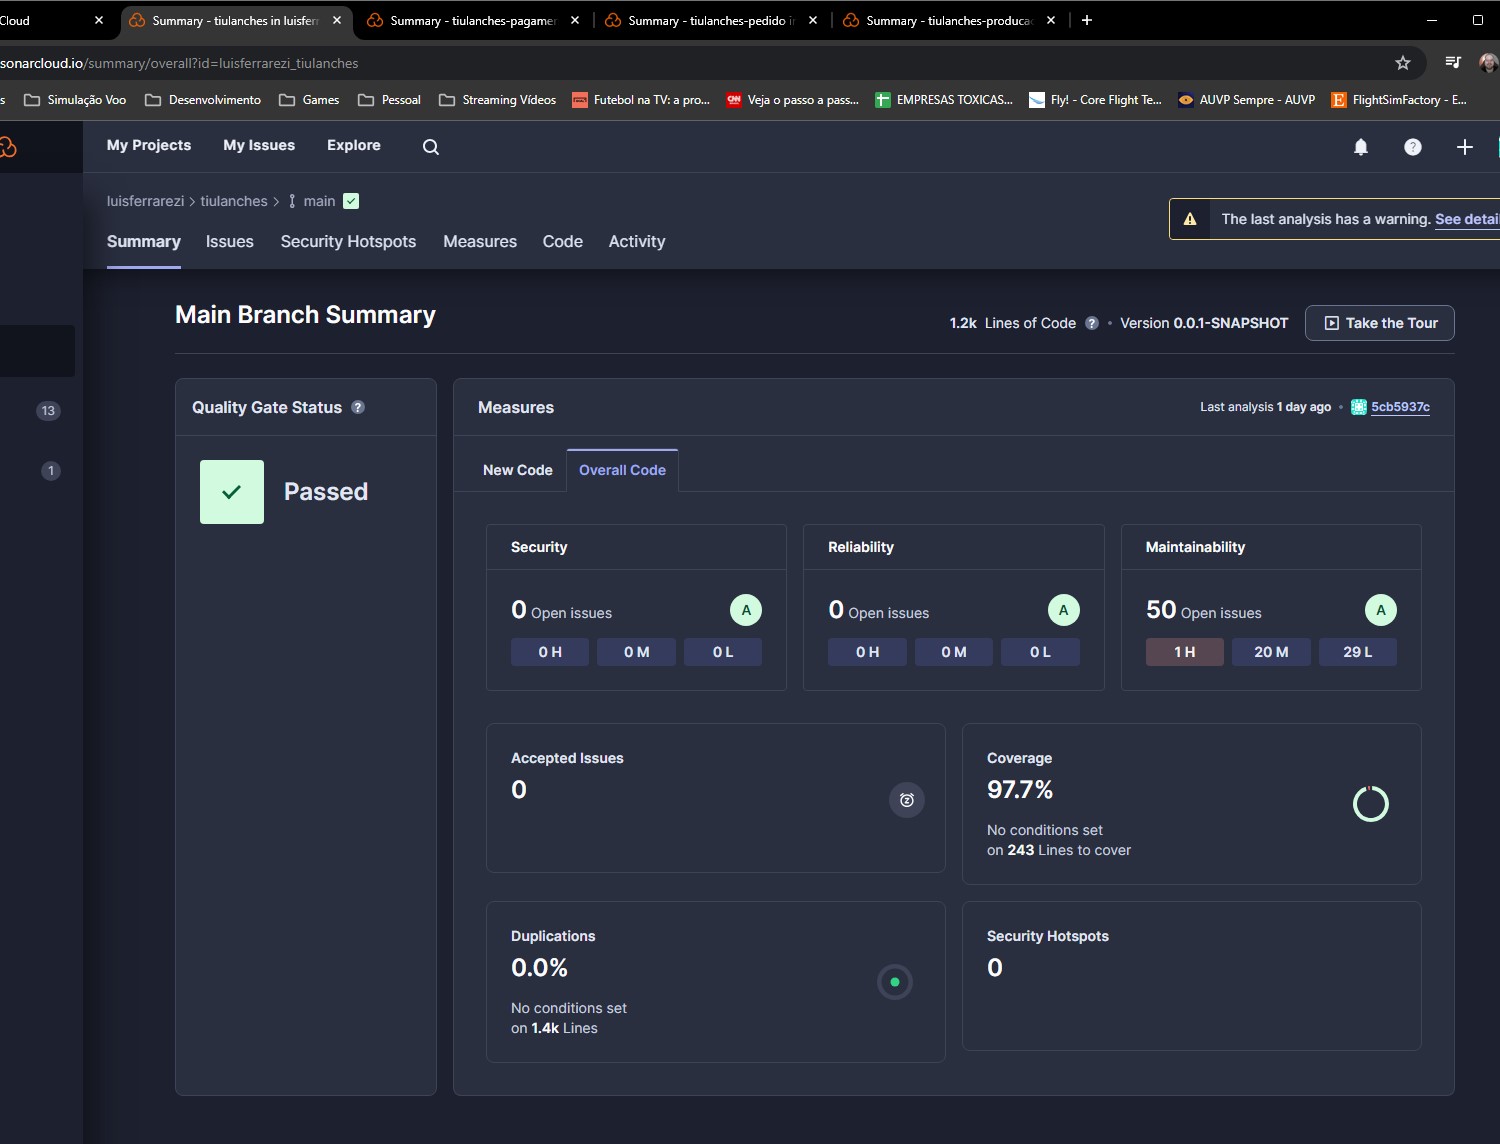 Cloud
Summary - tiulanches in luisferr
Summary - tiulanches-pagame
Summary - tiulanches-pedido i
Summary - tiulanches-produca
sonarcloud.io/summary/overall?id=luisferrarezi_tiulanches
s
Simulação Voo
Desenvolvimento
Games
Pessoal
Streaming Vídeos
Futebol na TV: a pro...
CNN
Veja o passo a pass...
EMPRESAS TOXICAS...
Fly! - Core Flight Te...
AUVP Sempre - AUVP
E
FlightSimFactory - E...
My Projects
My Issues
Explore
luisferrarezi > tiulanches > main
The last analysis has a warning. See detai
Summary
Issues
Security Hotspots
Measures
Code
Activity
Main Branch Summary
1.2k Lines of Code ? • Version 0.0.1-SNAPSHOT
Take the Tour
13
1
Quality Gate Status ?
Passed
Measures
Last analysis 1 day ago • 5cb5937c
New Code
Overall Code
Security
0 Open issues
A
0 H
0 M
0 L
Reliability
0 Open issues
A
0 H
0 M
0 L
Maintainability
50 Open issues
A
1 H
20 M
29 L
Accepted Issues
0
Coverage
97.7%
No conditions set
on 243 Lines to cover
Duplications
0.0%
No conditions set
on 1.4k Lines
Security Hotspots
0